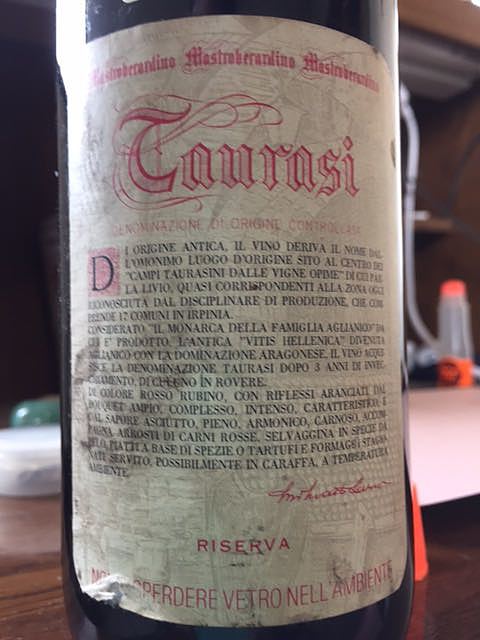 Mastroberardino Mastroberardino Mastroberardino
Taurasi
DENOMINAZIONE DI ORIGINE CONTROLLATA
DI ORIGINE ANTICA, IL VINO DERIVA IL NOME DAL-
L'OMONIMO LUOGO D'ORIGINE SITO AL CENTRO DEI
"CAMPI TAURASINI DALLE VIGNE OPIME" DI CUI PAR-
LA LIVIO, QUASI CORRISPONDENTI ALLA ZONA OGGI
RICONOSCIUTA DAL DISCIPLINARE DI PRODUZIONE, CHE COM-
PRENDE 17 COMUNI IN IRPINIA.
CONSIDERATO "IL MONARCA DELLA FAMIGLIA AGLIANICO" DA
CUI E' PRODOTTO. L'ANTICA "VITIS HELLENICA" DIVENUTA
AGLIANICO CON LA DOMINAZIONE ARAGONESE. IL VINO ACQUI-
SISCE LA DENOMINAZIONE TAURASI DOPO 3 ANNI DI INVEC-
CHIAMENTO, DI CUI UNO IN ROVERE.
DI COLORE ROSSO RUBINO, CON RIFLESSI ARANCIATI, DAL
BOUQUET AMPIO, COMPLESSO, INTENSO, CARATTERISTICO, E
DAL SAPORE ASCIUTTO, PIENO, ARMONICO, CARNOSO, ACCOM-
PAGNA ARROSTI DI CARNI ROSSE, SELVAGGINA IN SPECIE DA
PELO, PIATTI A BASE DI SPEZIE O TARTUFI E FORMAGGI STAGIO-
NATI. SERVITO, POSSIBILMENTE IN CARAFFA, A TEMPERATURA
AMBIENTE.
RISERVA
NON DISPERDERE VETRO NELL'AMBIENTE